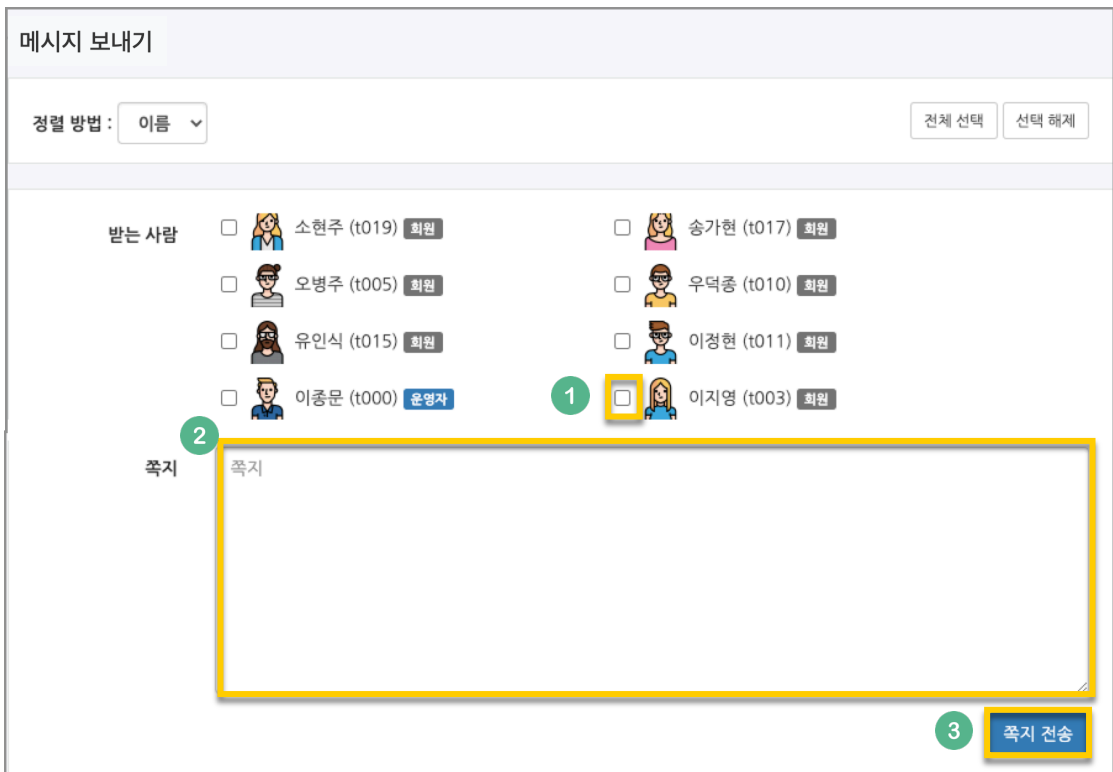 메시지 보내기
정렬 방법 : 이름 전체 선택 선택 해제
받는 사람 소현주 (t019) 회원 송가현 (t017) 회원
오병주 (t005) 회원 우덕종 (t010) 회원
유인식 (t015) 회원 이정현 (t011) 회원
이종문 (t000) 운영자 1 이지영 (t003) 회원
2
쪽지 쪽지
3 쪽지 전송